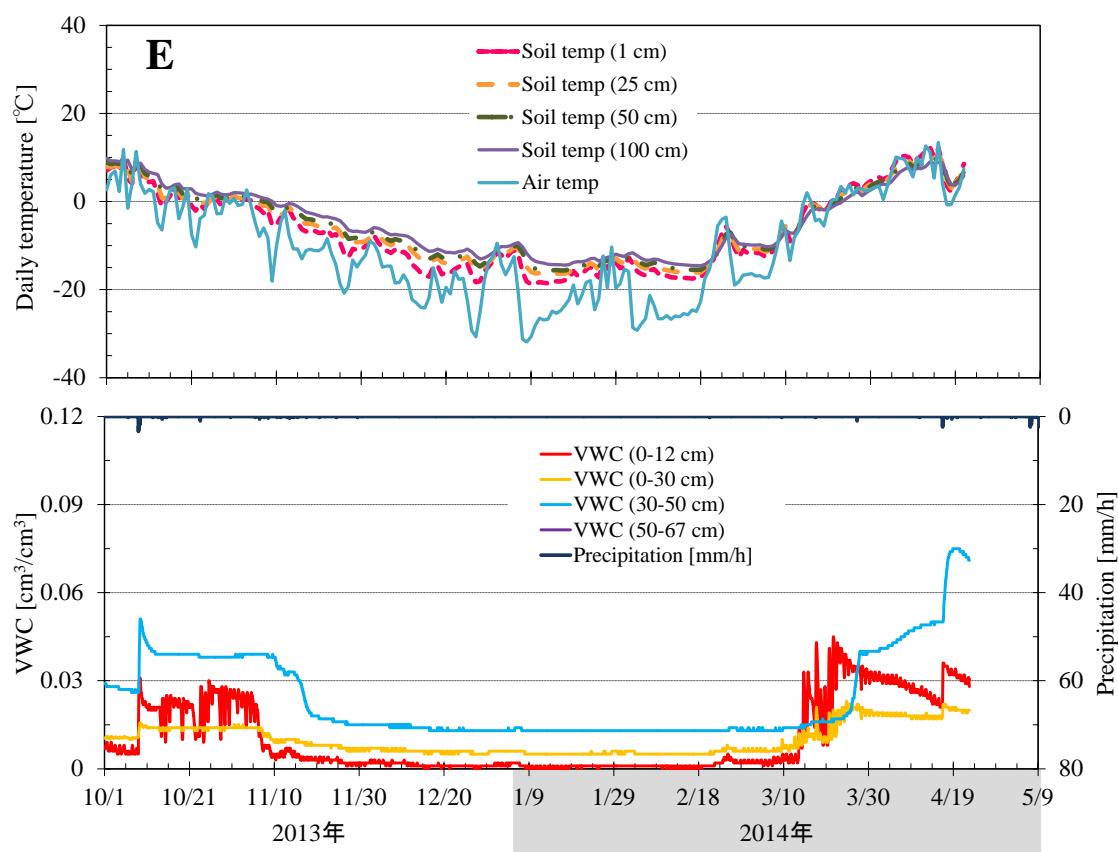 E
Daily temperature [℃]
40
20
0
-20
-40
Soil temp (1 cm)
Soil temp (25 cm)
Soil temp (50 cm)
Soil temp (100 cm)
Air temp
VWC [cm³/cm³]
0.12
0.09
0.06
0.03
0
VWC (0-12 cm)
VWC (0-30 cm)
VWC (30-50 cm)
VWC (50-67 cm)
Precipitation [mm/h]
0
20
40
60
80
Precipitation [mm/h]
10/1 10/21 11/10 11/30 12/20 1/9 1/29 2/18 3/10 3/30 4/19 5/9
2013年 2014年